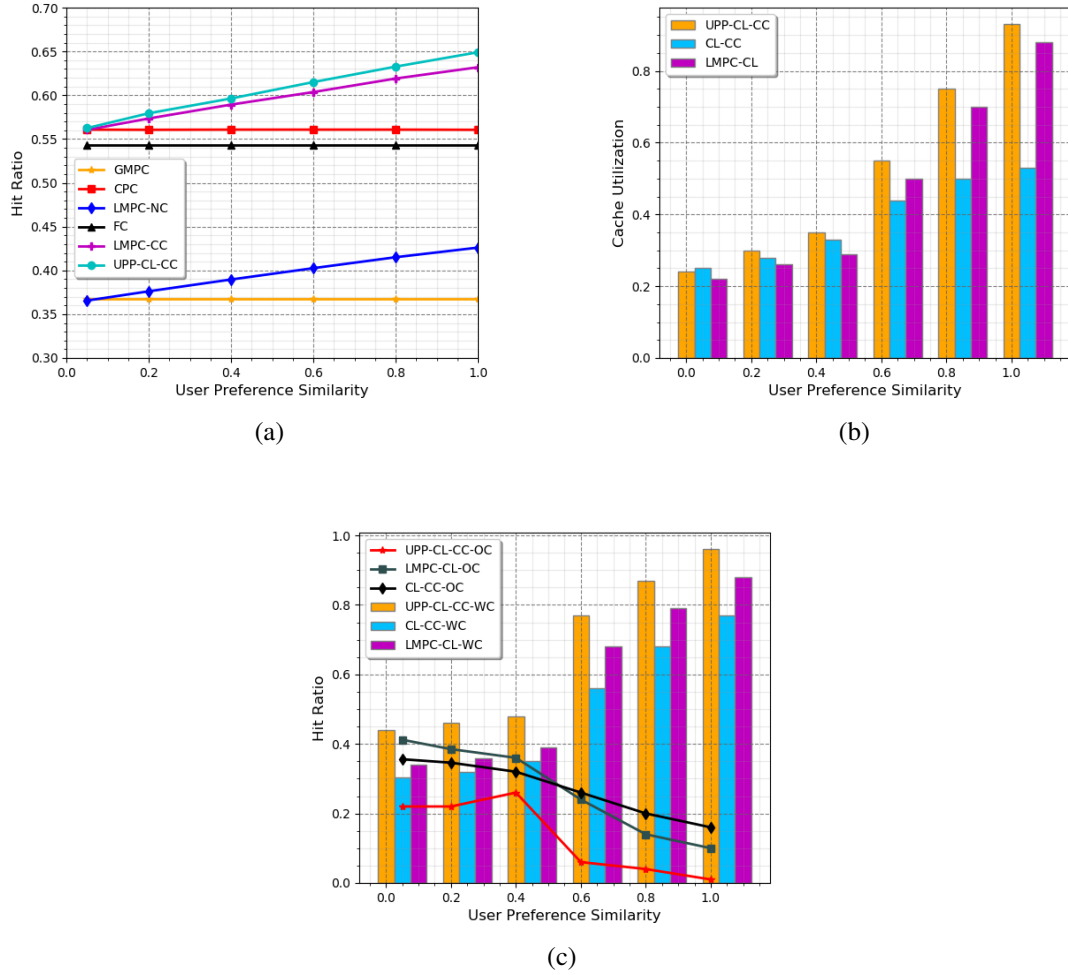 0.70
0.65
0.60
0.55
0.50
0.45
0.40
0.35
0.30
Hit Ratio
GMPC
CPC
LMPC-NC
FC
LMPC-CC
UPP-CL-CC
0.0 0.2 0.4 0.6 0.8 1.0
User Preference Similarity
(a)
0.8
0.6
0.4
0.2
0.0
Cache Utilization
UPP-CL-CC
CL-CC
LMPC-CL
0.0 0.2 0.4 0.6 0.8 1.0
User Preference Similarity
(b)
1.0
0.8
0.6
0.4
0.2
0.0
Hit Ratio
UPP-CL-CC-OC
LMPC-CL-OC
CL-CC-OC
UPP-CL-CC-WC
CL-CC-WC
LMPC-CL-WC
0.0 0.2 0.4 0.6 0.8 1.0
User Preference Similarity
(c)